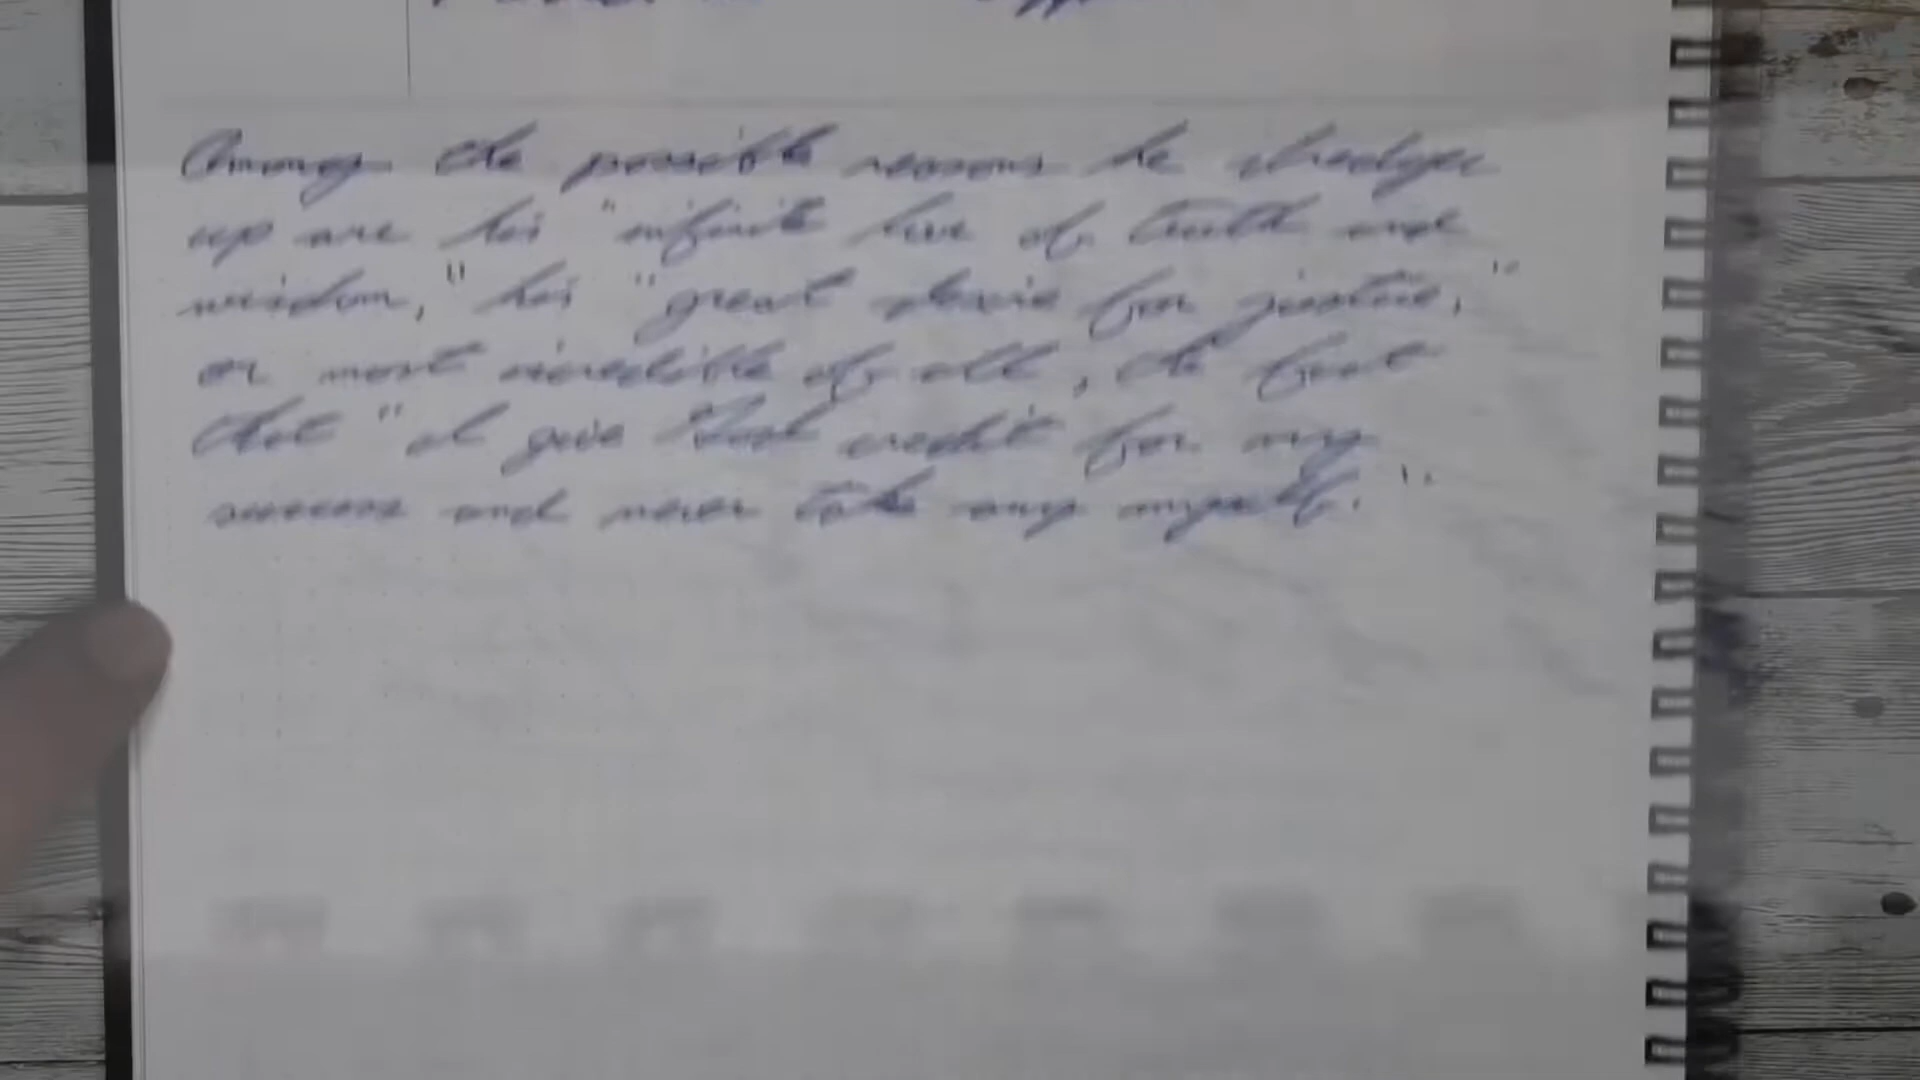 Among the possible reasons he dredges
up are his "infinite love of truth and
wisdom," his "great desire for justice,"
or most incredible of all, the fact
that "I give God credit for my
success and never take any myself."